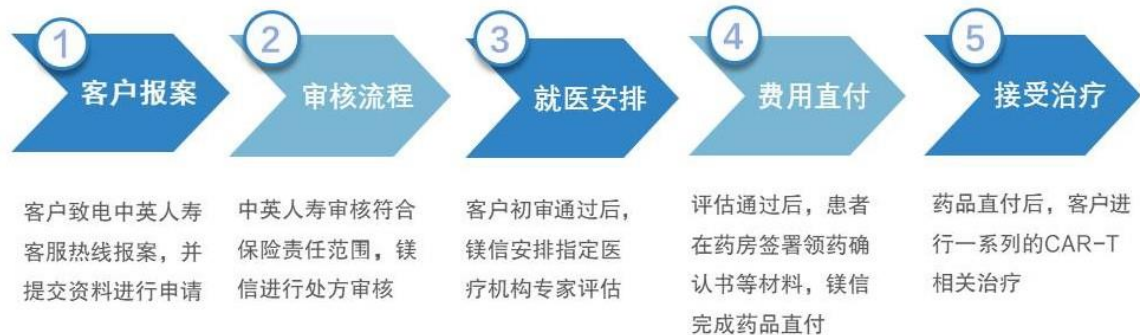 1
客户报案
客户致电中英人寿
客服热线报案，并
提交资料进行申请
2
审核流程
中英人寿审核符合
保险责任范围，镁
信进行处方审核
3
就医安排
客户初审通过后，
镁信安排指定医
疗机构专家评估
4
费用直付
评估通过后，患者
在药房签署领药确
认书等材料，镁信
完成药品直付
5
接受治疗
药品直付后，客户进
行一系列的CAR-T
相关治疗